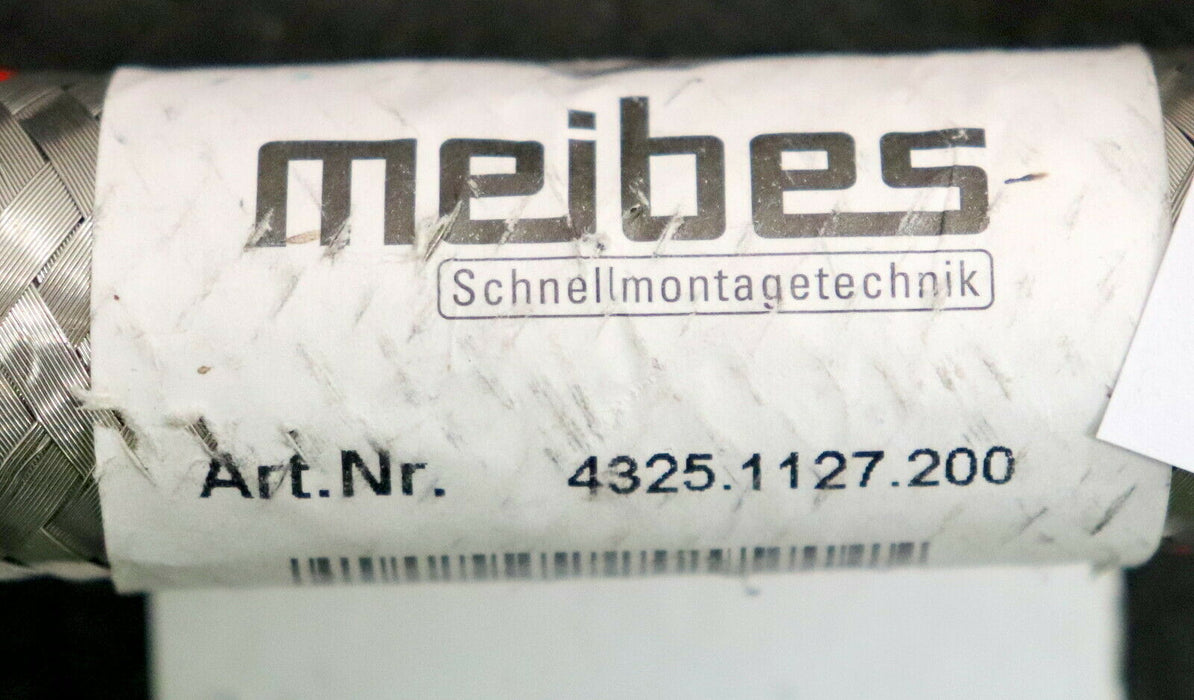 meibes
Schnellmontagetechnik
Art.Nr. 4325.1127.200